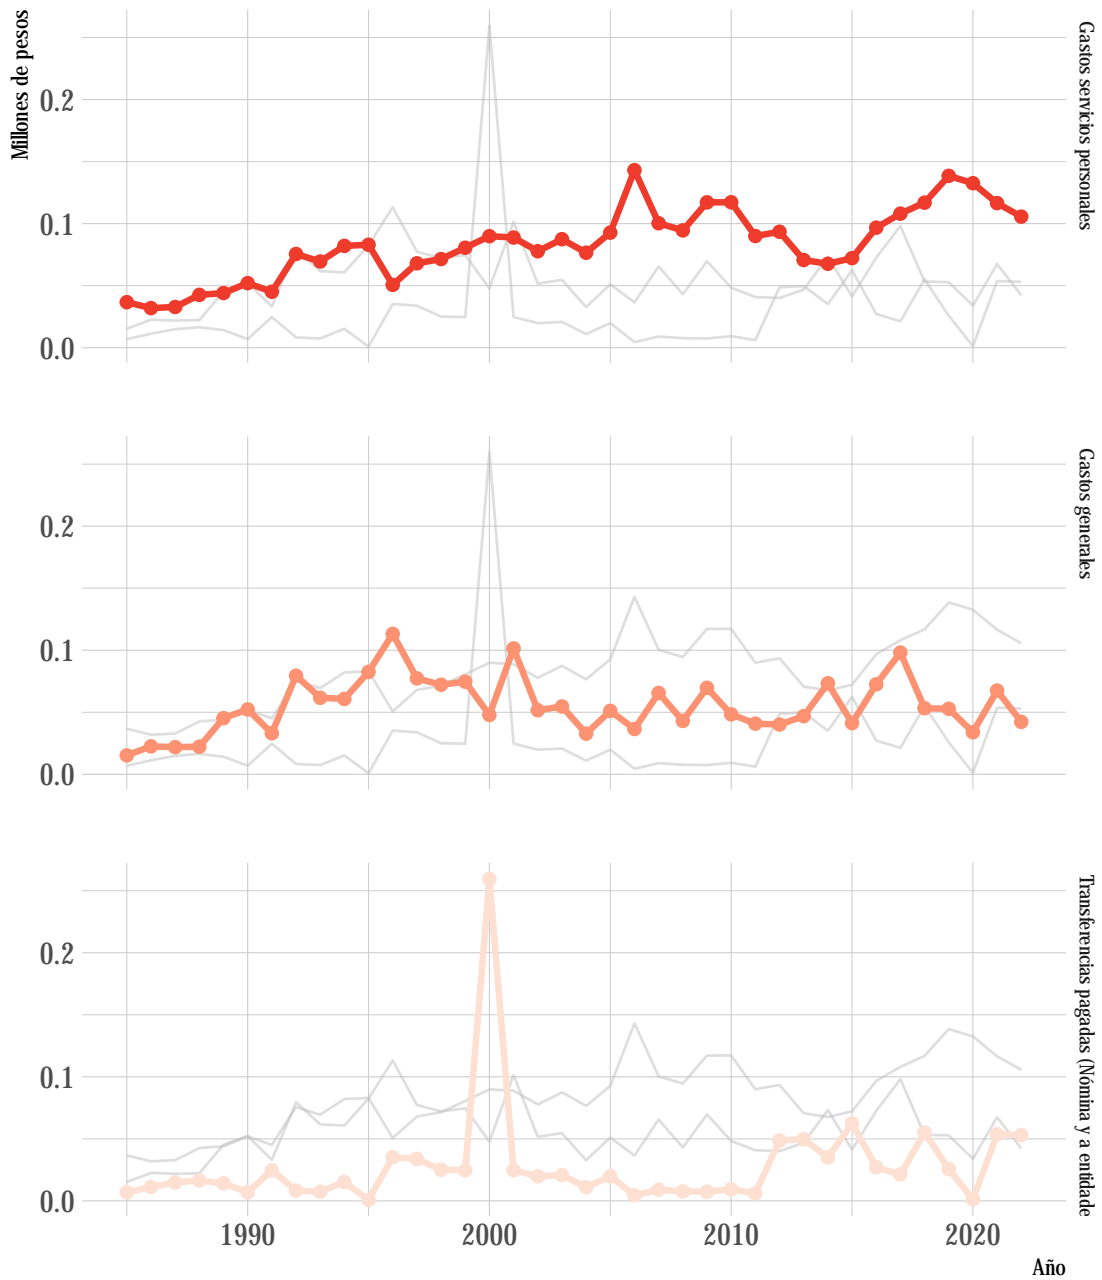 Millones de pesos
0.2
0.1
0.0
Gastos servicios personales
0.2
0.1
0.0
Gastos generales
0.2
0.1
0.0
Transferencias pagadas (Nómina y a entidade
1990
2000
2010
2020
Año